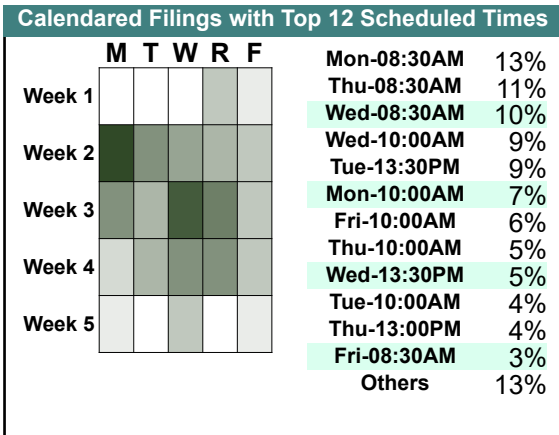 Calendared Filings with Top 12 Scheduled Times
M T W R F
Week 1
Week 2
Week 3
Week 4
Week 5
Mon-08:30AM 13%
Thu-08:30AM 11%
Wed-08:30AM 10%
Wed-10:00AM 9%
Tue-13:30PM 9%
Mon-10:00AM 7%
Fri-10:00AM 6%
Thu-10:00AM 5%
Wed-13:30PM 5%
Tue-10:00AM 4%
Thu-13:00PM 4%
Fri-08:30AM 3%
Others 13%